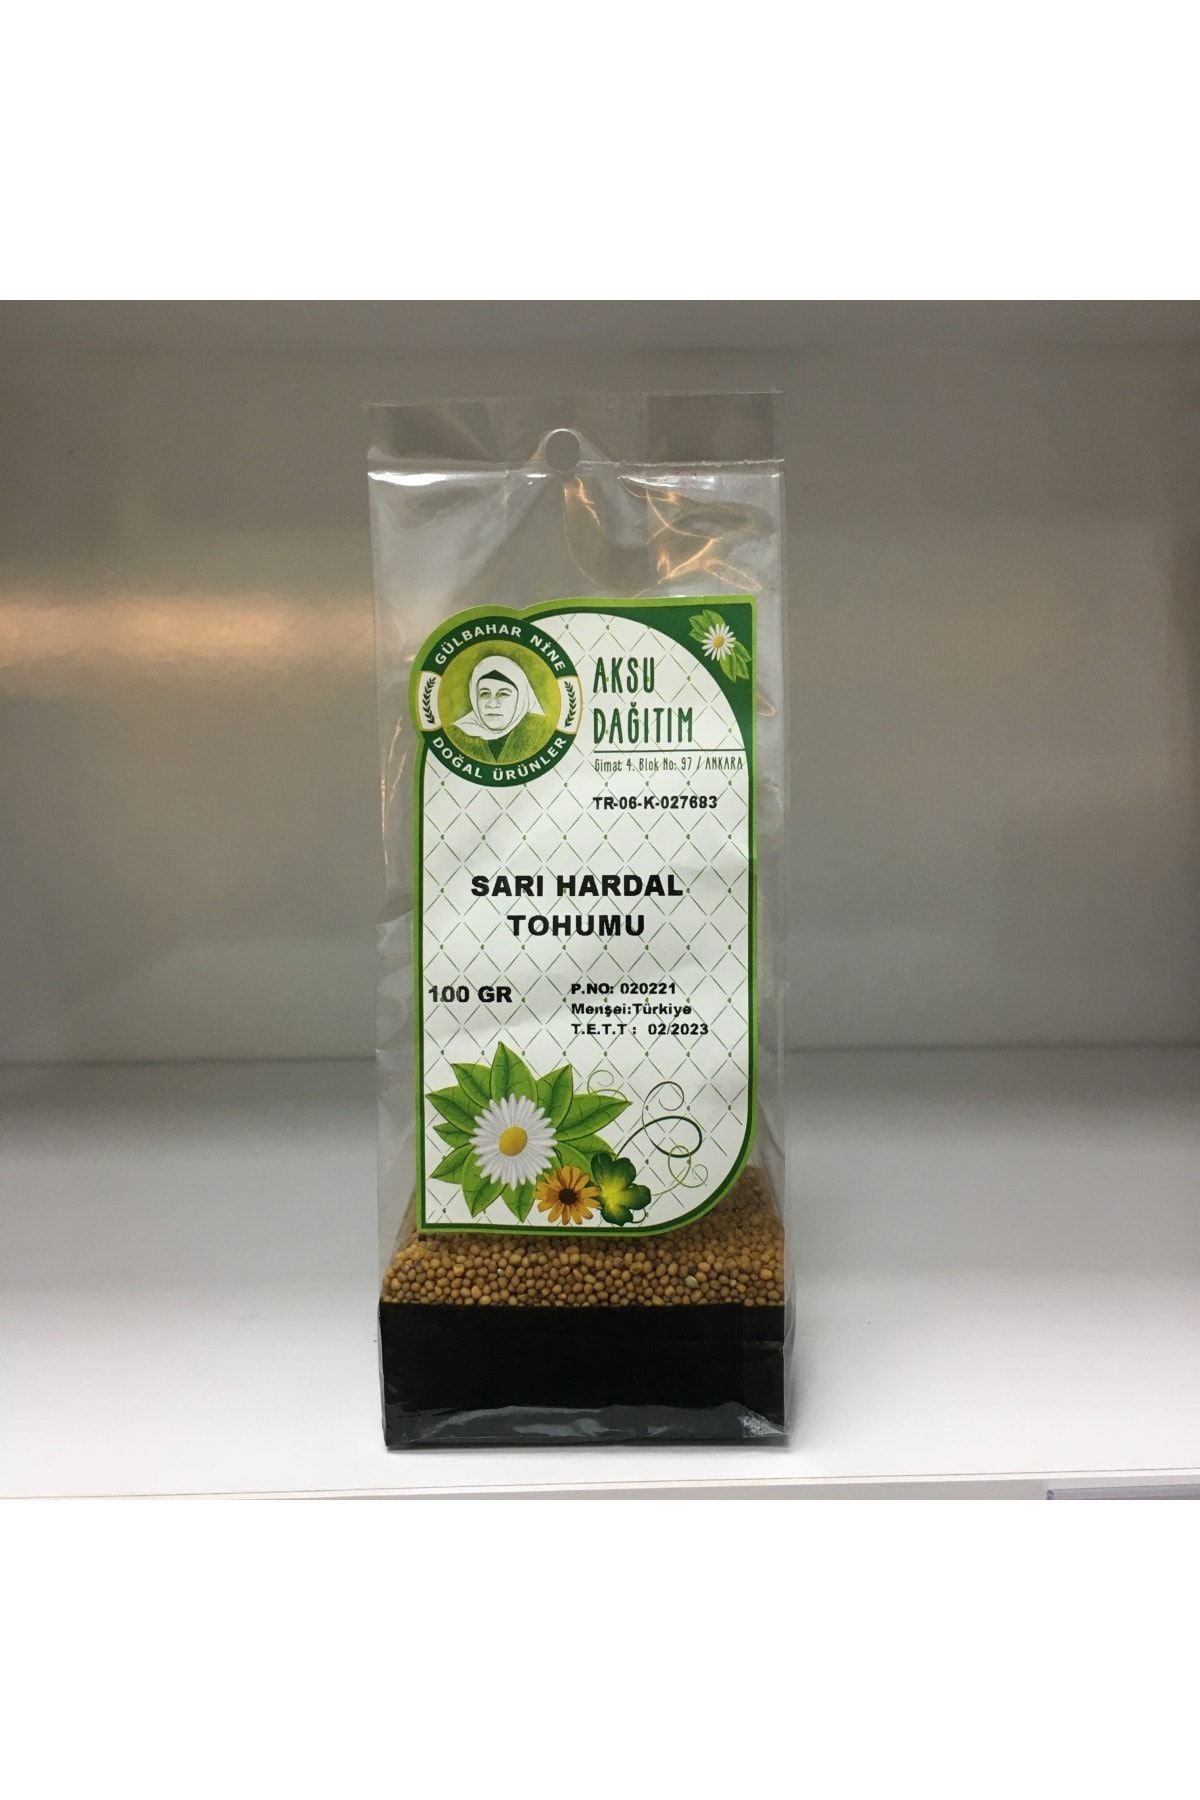 GÜLBAHAR NİNE
DOĞAL ÜRÜNLER
AKSU
DAĞITIM
Gimat 4. Blok No: 97 / ANKARA
TR-06-K-027683
SARI HARDAL
TOHUMU
100 GR
P.NO: 020221
Menşei:Türkiye
T.E.T.T : 02/2023